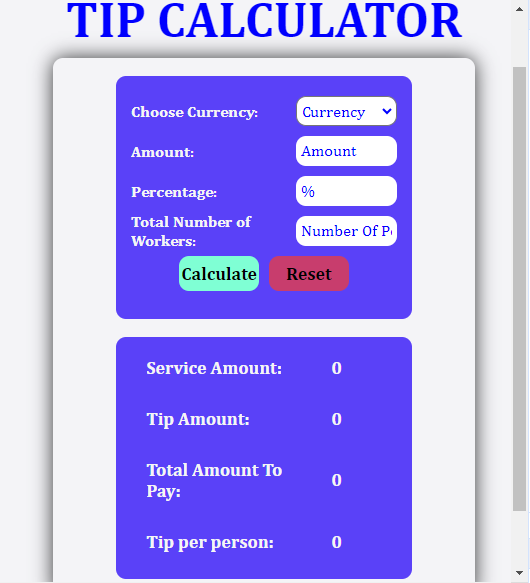 TIP CALCULATOR
Choose Currency:
Currency
Amount:
Amount
Percentage:
%
Total Number of
Workers:
Number Of P
Calculate
Reset
Service Amount:
0
Tip Amount:
0
Total Amount To
Pay:
0
Tip per person:
0